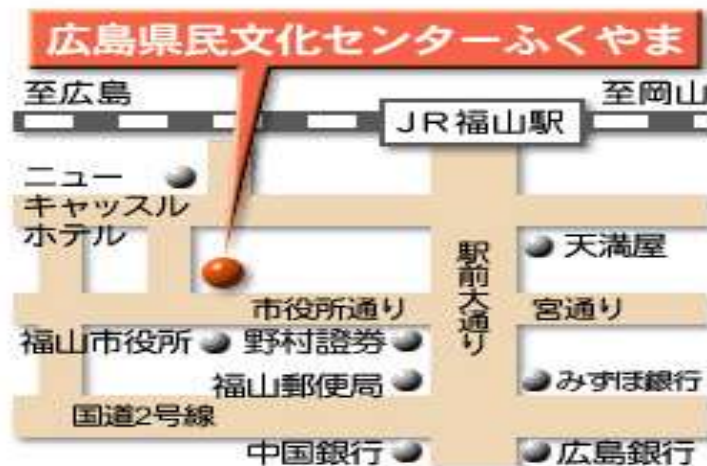 広島県民文化センターふくやま
至広島
至岡山
JR福山駅
ニュー
キャッスル
ホテル
駅前大通り
天満屋
市役所通り
宮通り
福山市役所
野村證券
福山郵便局
みずほ銀行
国道2号線
中国銀行
広島銀行